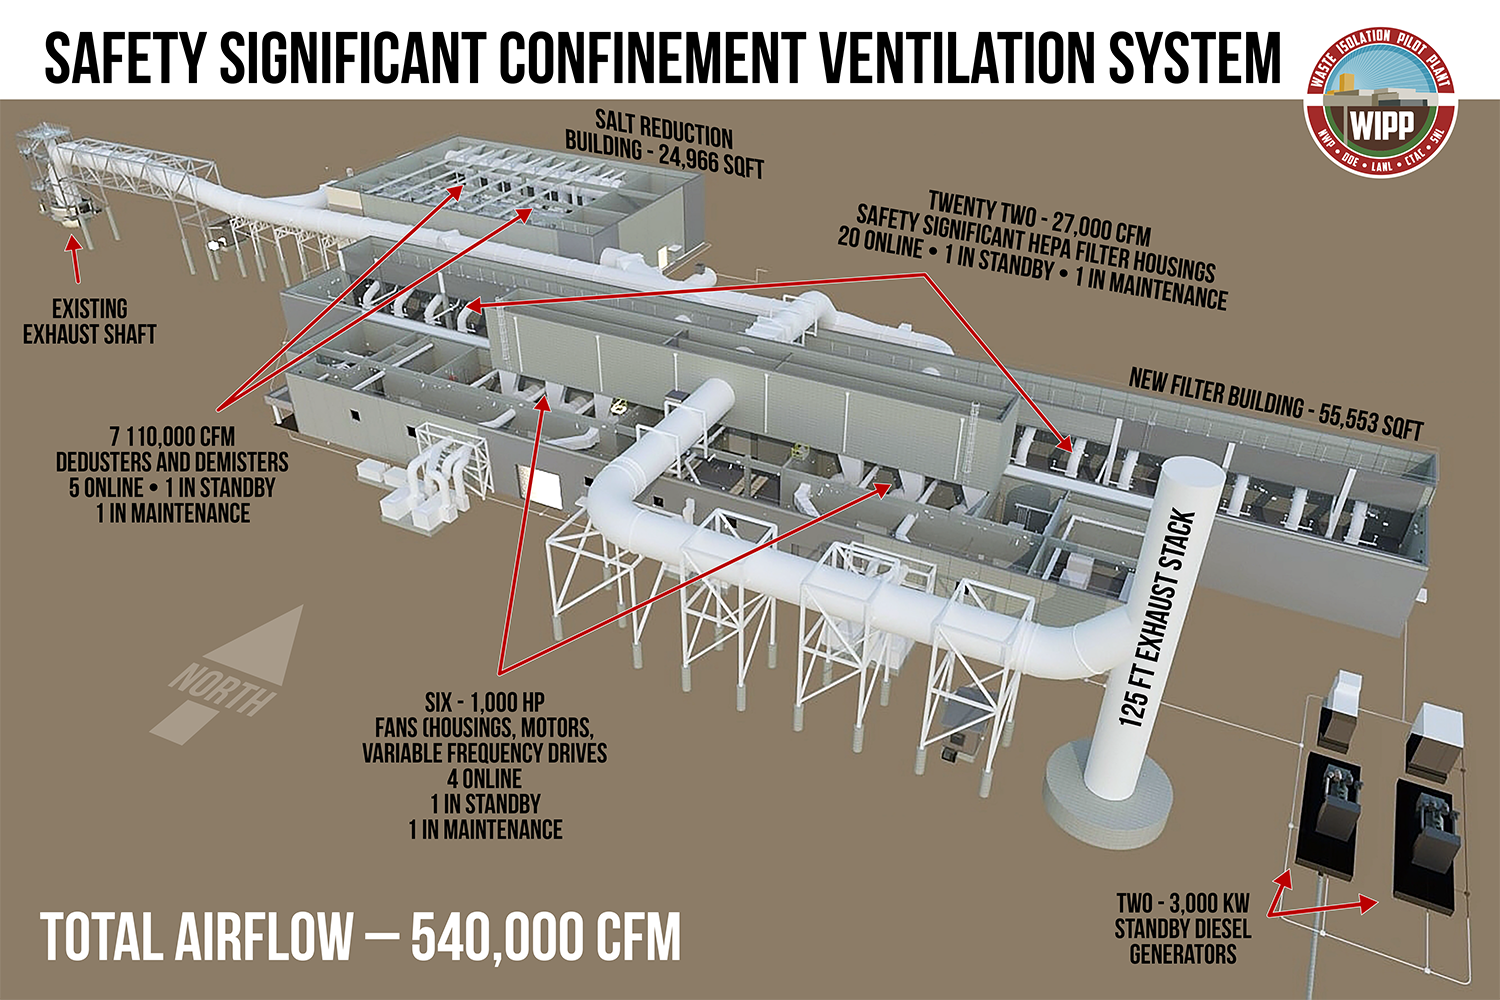 SAFETY SIGNIFICANT CONFINEMENT VENTILATION SYSTEM
WASTE ISOLATION PILOT PLANT
WIPP
NWP • DOE • LANL • CTAC • SNL
SALT REDUCTION
BUILDING - 24,966 SQFT
TWENTY TWO - 27,000 CFM
SAFETY SIGNIFICANT HEPA FILTER HOUSINGS
20 ONLINE • 1 IN STANDBY • 1 IN MAINTENANCE
EXISTING
EXHAUST SHAFT
NEW FILTER BUILDING - 55,553 SQFT
7 110,000 CFM
DEDUSTERS AND DEMISTERS
5 ONLINE • 1 IN STANDBY
1 IN MAINTENANCE
125 FT EXHAUST STACK
NORTH
SIX - 1,000 HP
FANS (HOUSINGS, MOTORS,
VARIABLE FREQUENCY DRIVES
4 ONLINE
1 IN STANDBY
1 IN MAINTENANCE
TWO - 3,000 KW
STANDBY DIESEL
GENERATORS
TOTAL AIRFLOW – 540,000 CFM